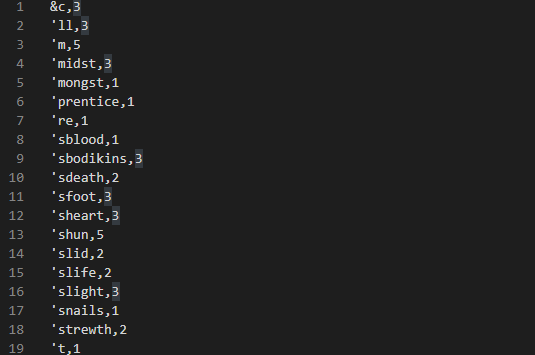 1 &c,3
2 'll,3
3 'm,5
4 'midst,3
5 'mongst,1
6 'prentice,1
7 're,1
8 'sblood,1
9 'sbodikins,3
10 'sdeath,2
11 'sfoot,3
12 'sheart,3
13 'shun,5
14 'slid,2
15 'slife,2
16 'slight,3
17 'snails,1
18 'strewth,2
19 't,1